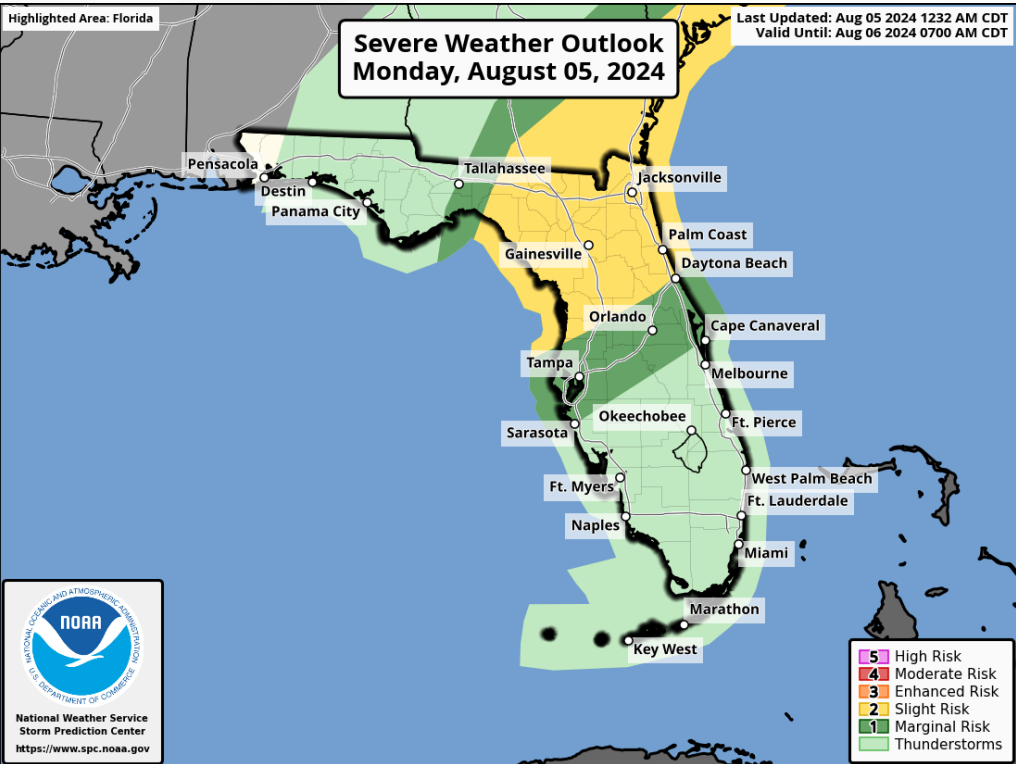 Highlighted Area: Florida
Severe Weather Outlook
Monday, August 05, 2024
Last Updated: Aug 05 2024 1232 AM CDT
Valid Until: Aug 06 2024 0700 AM CDT
Pensacola
Tallahassee
Jacksonville
Destin
Panama City
Palm Coast
Gainesville
Daytona Beach
Orlando
Cape Canaveral
Tampa
Melbourne
Okeechobee
Ft. Pierce
Sarasota
West Palm Beach
Ft. Myers
Ft. Lauderdale
Naples
Miami
Marathon
Key West
NATIONAL OCEANIC AND ATMOSPHERIC ADMINISTRATION
NOAA
U.S. DEPARTMENT OF COMMERCE
National Weather Service
Storm Prediction Center
https://www.spc.noaa.gov
5 High Risk
4 Moderate Risk
3 Enhanced Risk
2 Slight Risk
1 Marginal Risk
Thunderstorms